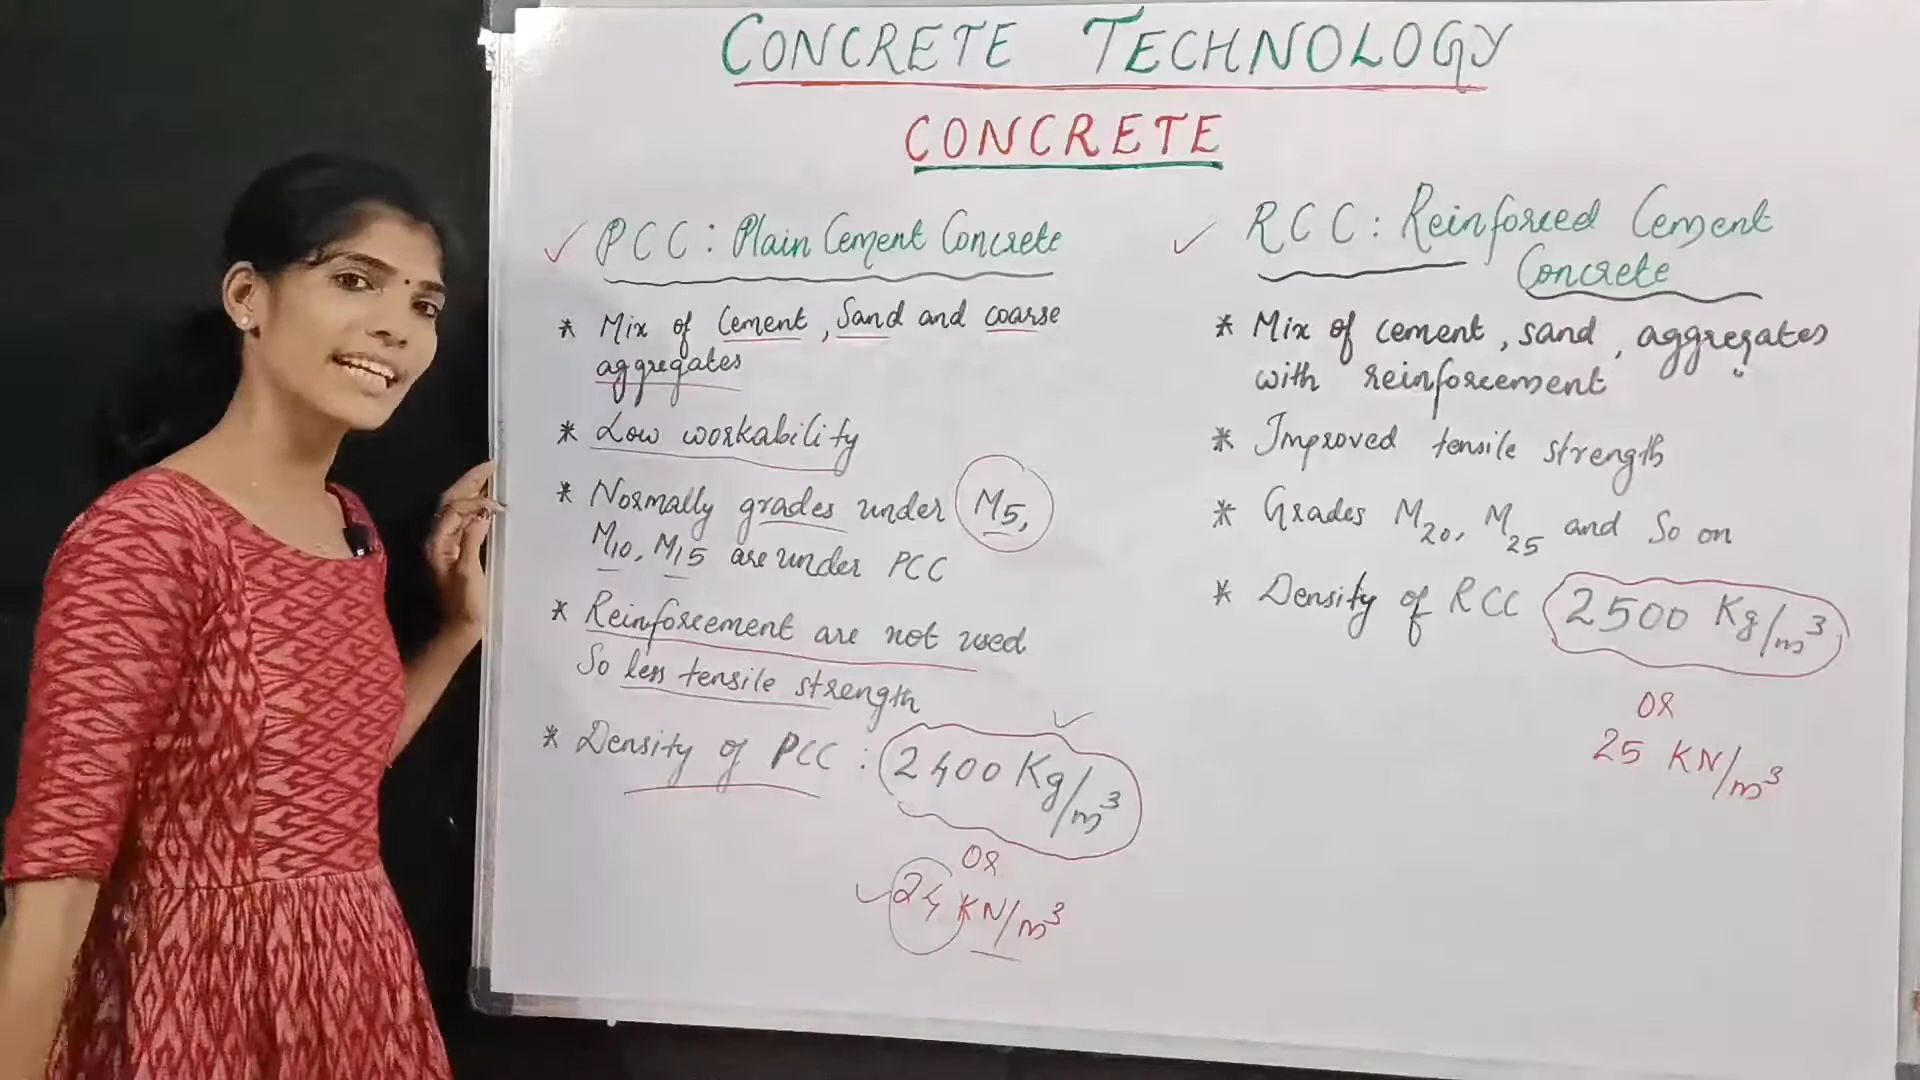 CONCRETE TECHNOLOGY
CONCRETE
PCC : Plain Cement Concrete
* Mix of Cement, Sand and coarse
aggregates
* Low workability
* Normally grades under M5,
M10, M15 are under PCC
* Reinforcement are not used
So less tensile strength
* Density of PCC : 2400 Kg/m³
OR
24 KN/m³
RCC : Reinforced Cement
Concrete
* Mix of cement, sand, aggregates
with reinforcement
* Improved tensile strength
* Grades M20, M25 and So on
* Density of RCC 2500 Kg/m³
OR
25 KN/m³